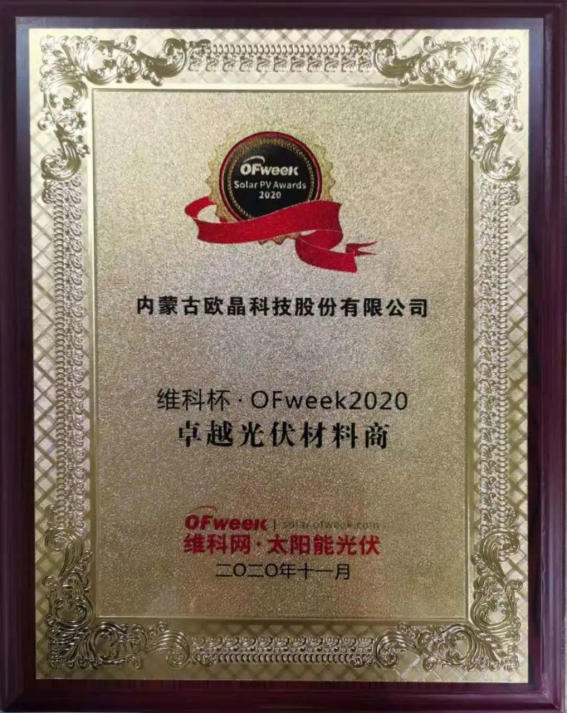 OFweek
Solar PV Awards
2020
内蒙古欧晶科技股份有限公司
维科杯·OFweek2020
卓越光伏材料商
OFweek | solar.ofweek.com
维科网·太阳能光伏
二〇二〇年十一月